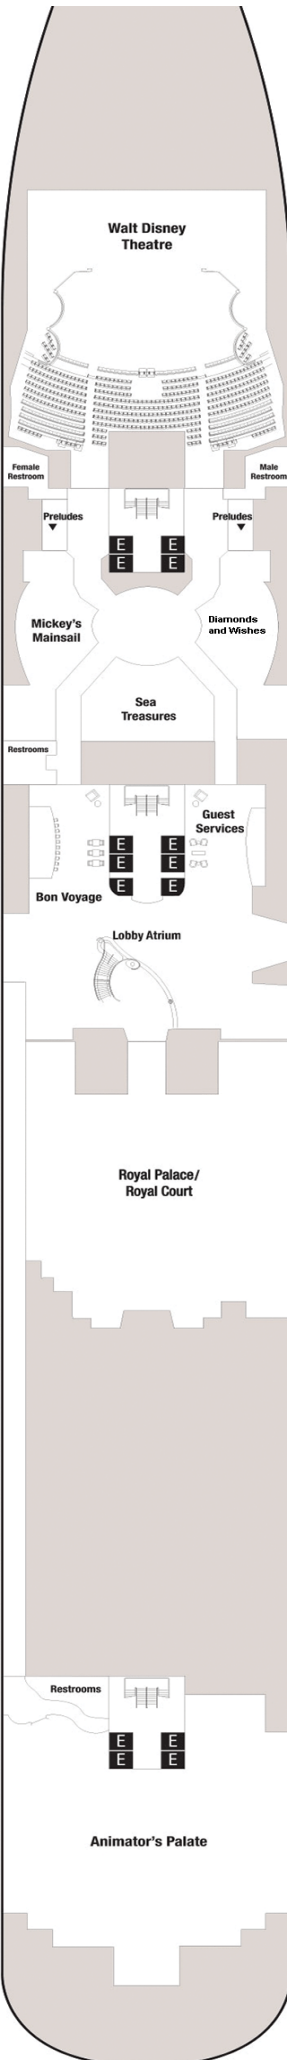 Walt Disney
Theatre
Female
Restroom
Male
Restroom
Preludes
Preludes
E E
E E
Mickey's
Mainsail
Diamonds
and Wishes
Sea
Treasures
Restrooms
Guest
Services
E E
E E
E E
Bon Voyage
Lobby Atrium
Royal Palace/
Royal Court
Restrooms
E E
E E
Animator's Palate